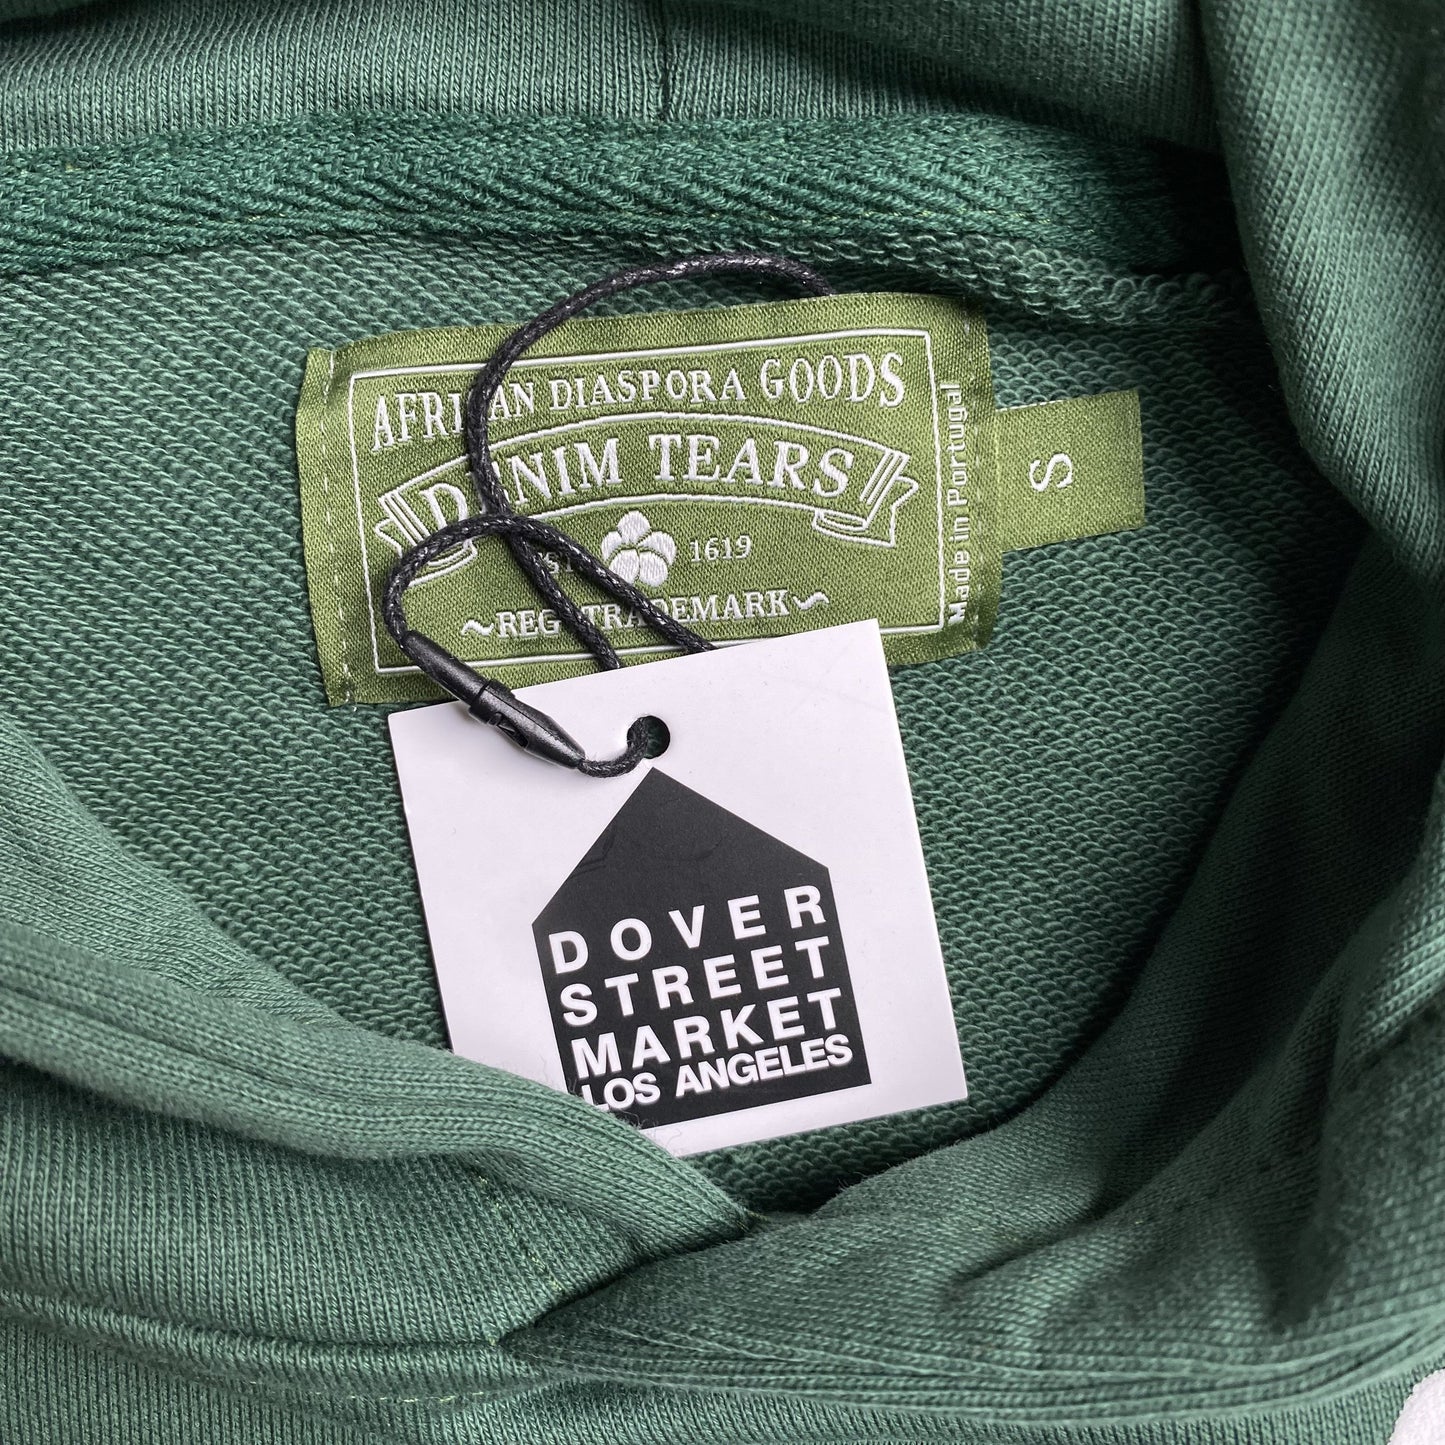 AFRICAN DIASPORA GOODS
DENIM TEARS
EST 1619
~REG TRADEMARK~
Made in Portugal
S
DOVER
STREET
MARKET
LOS ANGELES